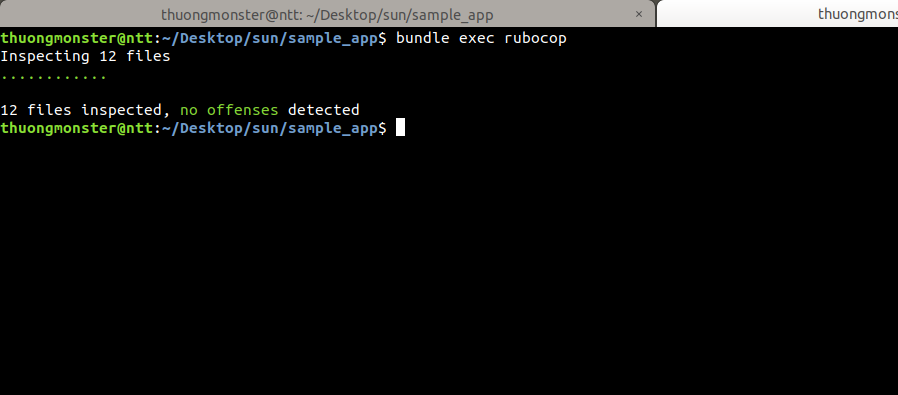 thuongmonster@ntt: ~/Desktop/sun/sample_app × thuongmons
thuongmonster@ntt:~/Desktop/sun/sample_app$ bundle exec rubocop
Inspecting 12 files
............
12 files inspected, no offenses detected
thuongmonster@ntt:~/Desktop/sun/sample_app$